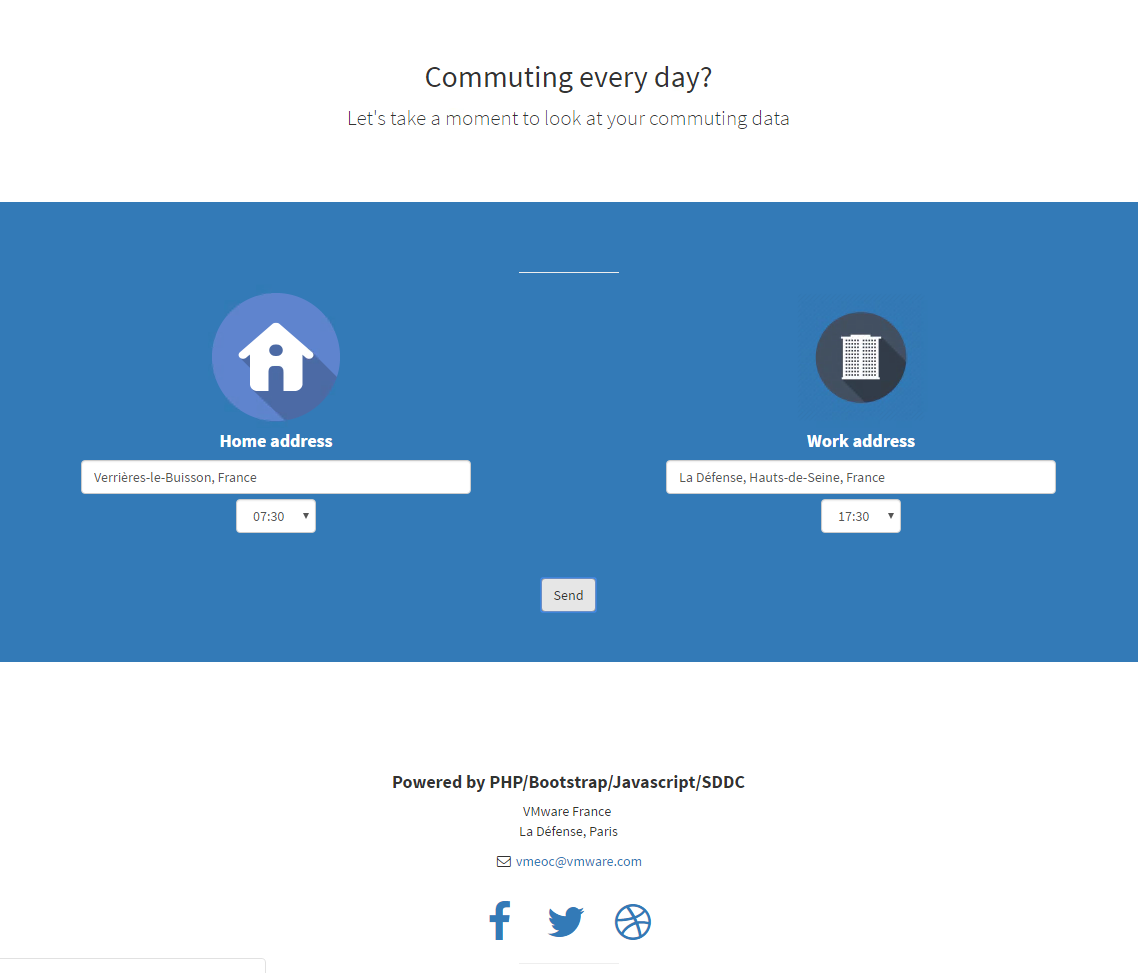 Commuting every day?
Let's take a moment to look at your commuting data
Home address
Verrières-le-Buisson, France
07:30
Work address
La Défense, Hauts-de-Seine, France
17:30
Send
Powered by PHP/Bootstrap/Javascript/SDDC
VMware France
La Défense, Paris
vmeoc@vmware.com